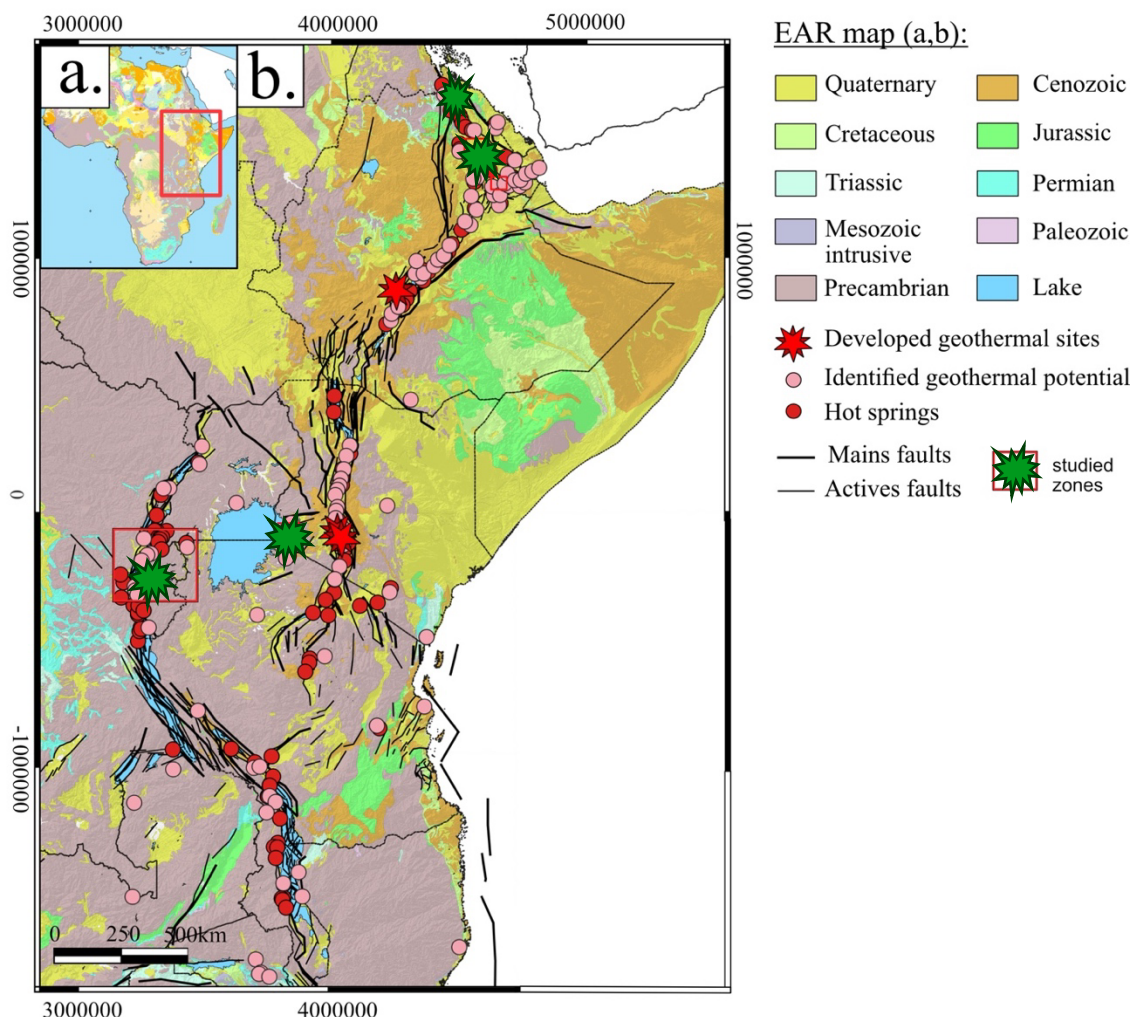 3000000
4000000
5000000
a.
b.
1000000
0
-1000000
1000000
0
250
500km
3000000
4000000
EAR map (a,b):
Quaternary
Cenozoic
Cretaceous
Jurassic
Triassic
Permian
Mesozoic
intrusive
Paleozoic
Precambrian
Lake
Developed geothermal sites
Identified geothermal potential
Hot springs
Mains faults
Actives faults
studied
zones